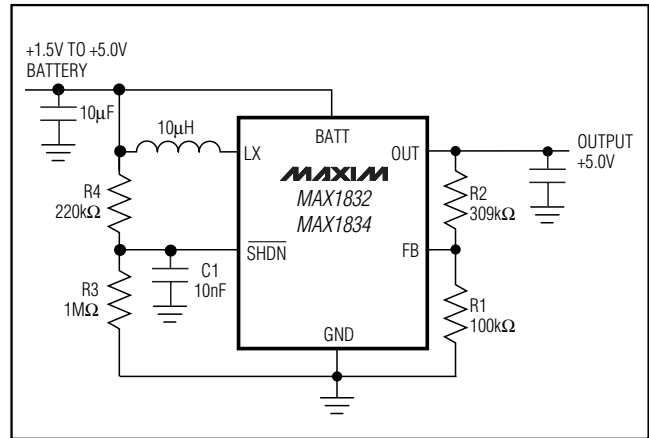 +1.5V TO +5.0V
BATTERY
10µF
10µH
LX
BATT
OUT
OUTPUT
+5.0V
MAXIM
MAX1832
MAX1834
R4
220kΩ
R2
309kΩ
SHDN
FB
C1
10nF
R3
1MΩ
R1
100kΩ
GND